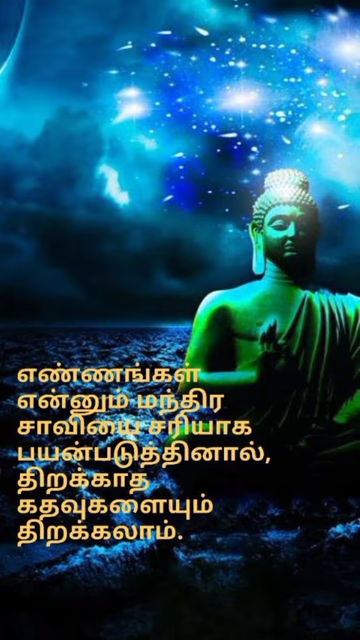 எண்ணங்கள்
என்னும் மந்திர
சாவியை சரியாக
பயன்படுத்தினால்,
திறக்காத
கதவுகளையும்
திறக்கலாம்.